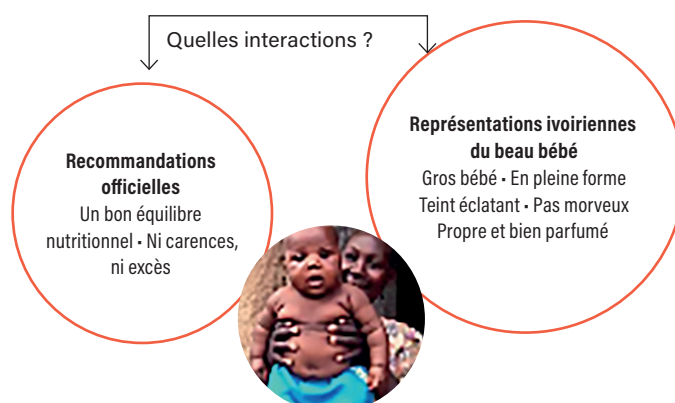 Quelles interactions ?
Recommandations
officielles
Un bon équilibre
nutritionnel · Ni carences,
ni excès
Représentations ivoiriennes
du beau bébé
Gros bébé · En pleine forme
Teint éclatant · Pas morveux
Propre et bien parfumé